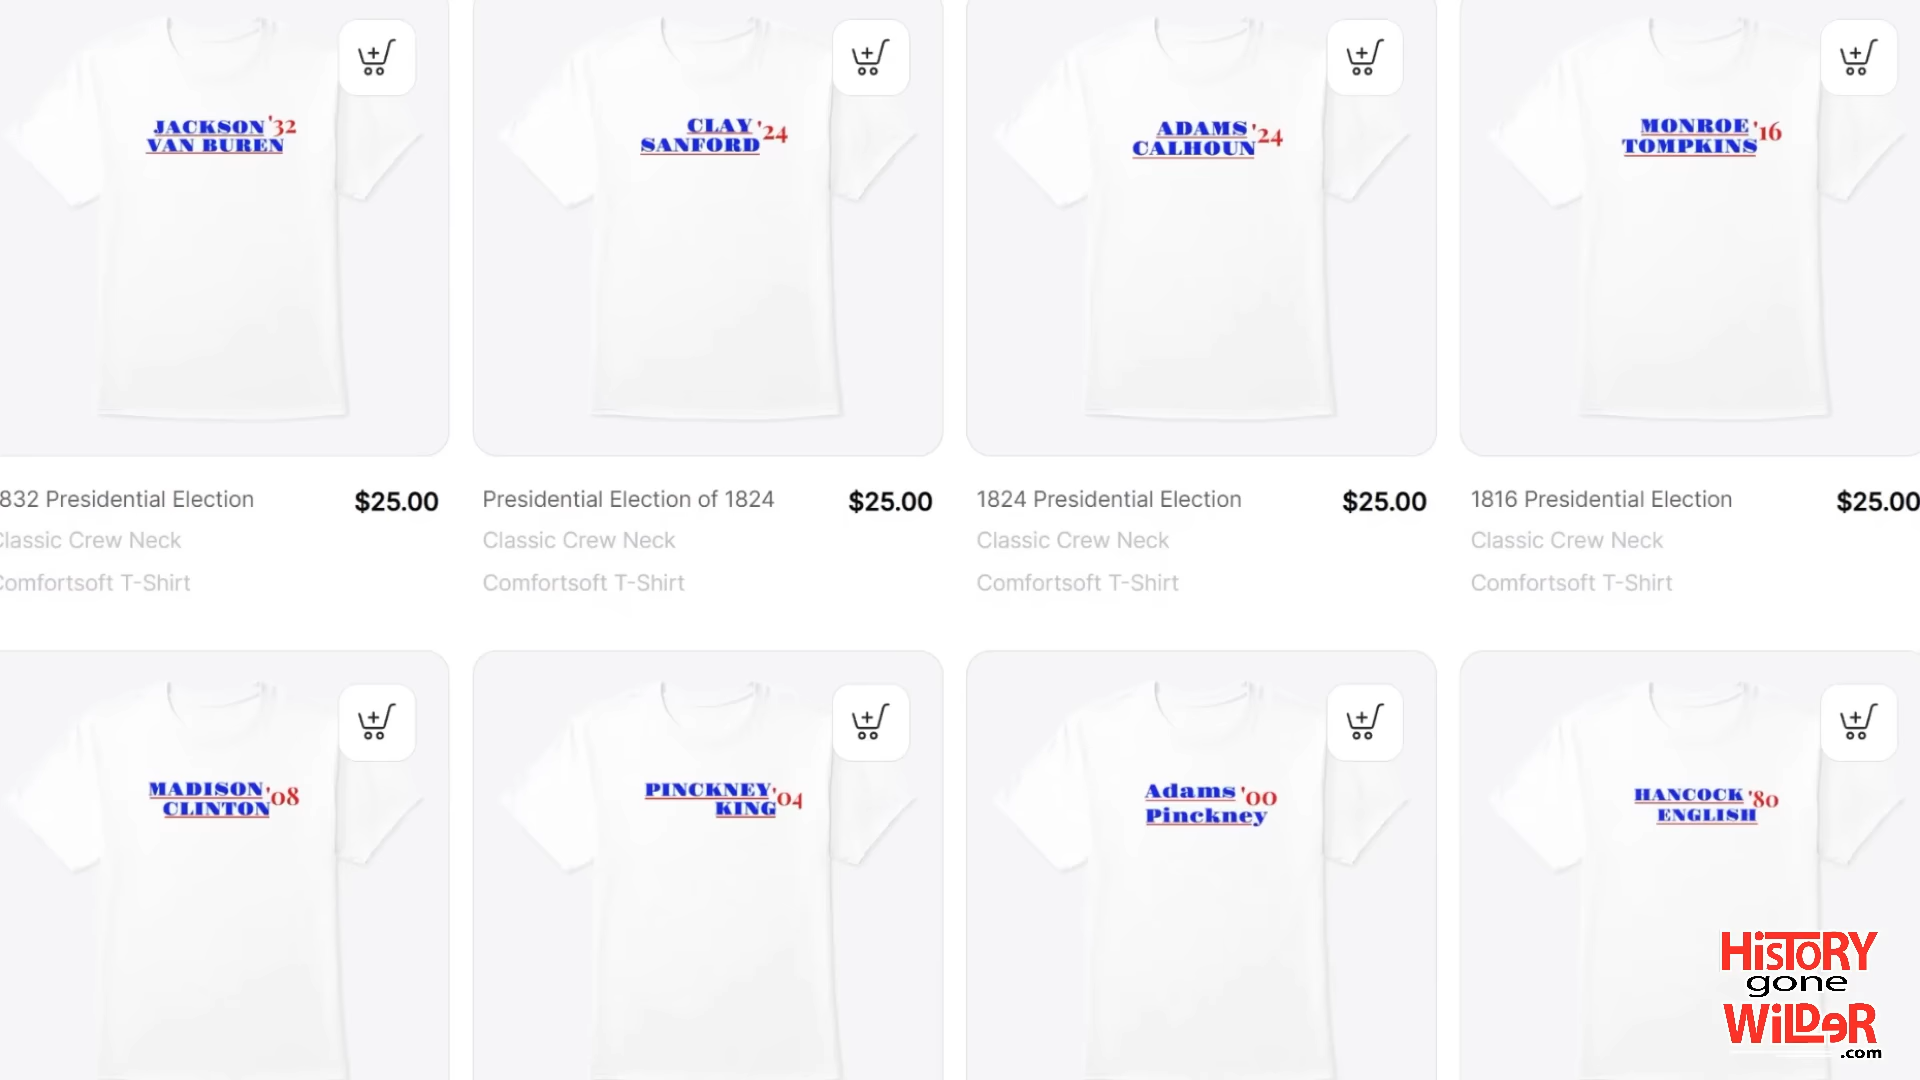 JACKSON '32
VAN BUREN
CLAY '24
SANFORD
ADAMS '24
CALHOUN
MONROE '16
TOMPKINS
832 Presidential Election
$25.00
Classic Crew Neck
Comfortsoft T-Shirt
Presidential Election of 1824
$25.00
Classic Crew Neck
Comfortsoft T-Shirt
1824 Presidential Election
$25.00
Classic Crew Neck
Comfortsoft T-Shirt
1816 Presidential Election
$25.00
Classic Crew Neck
Comfortsoft T-Shirt
MADISON '08
CLINTON
PINCKNEY '04
KING
Adams '00
Pinckney
HANCOCK '80
ENGLISH
HiSTORY
gone
WiLDeR
.com